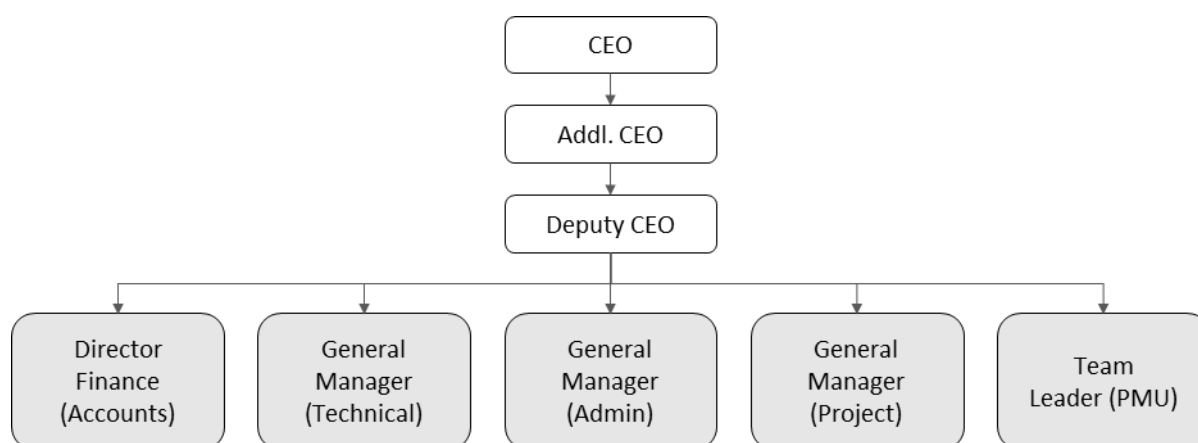 CEO
Addl. CEO
Deputy CEO
Director
Finance
(Accounts)
General
Manager
(Technical)
General
Manager
(Admin)
General
Manager
(Project)
Team
Leader (PMU)